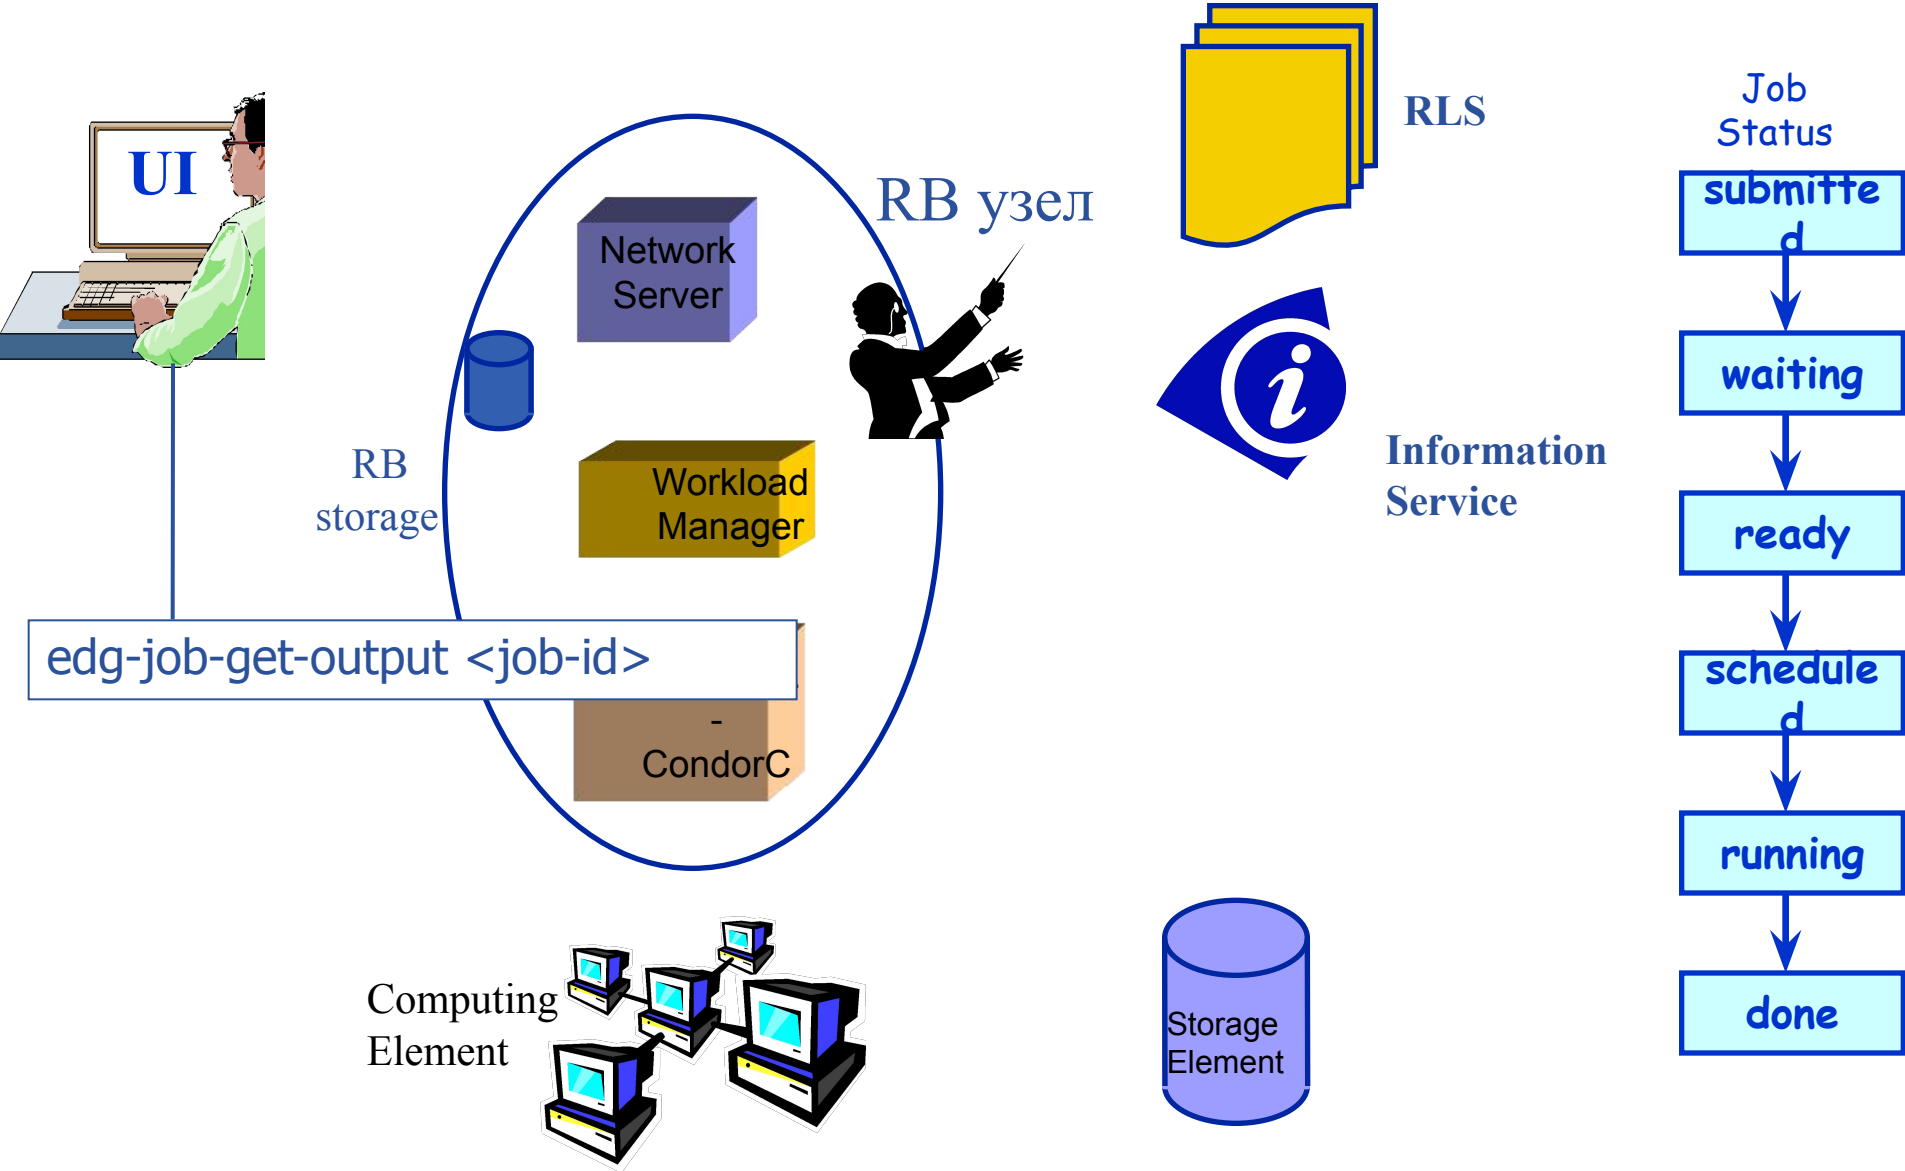 UI
RB узел
Network
Server
RB
storage
Workload
Manager
edg-job-get-output <job-id>
-
CondorC
Computing
Element
RLS
Information
Service
Storage
Element
Job
Status
submitte
d
waiting
ready
schedule
d
running
done